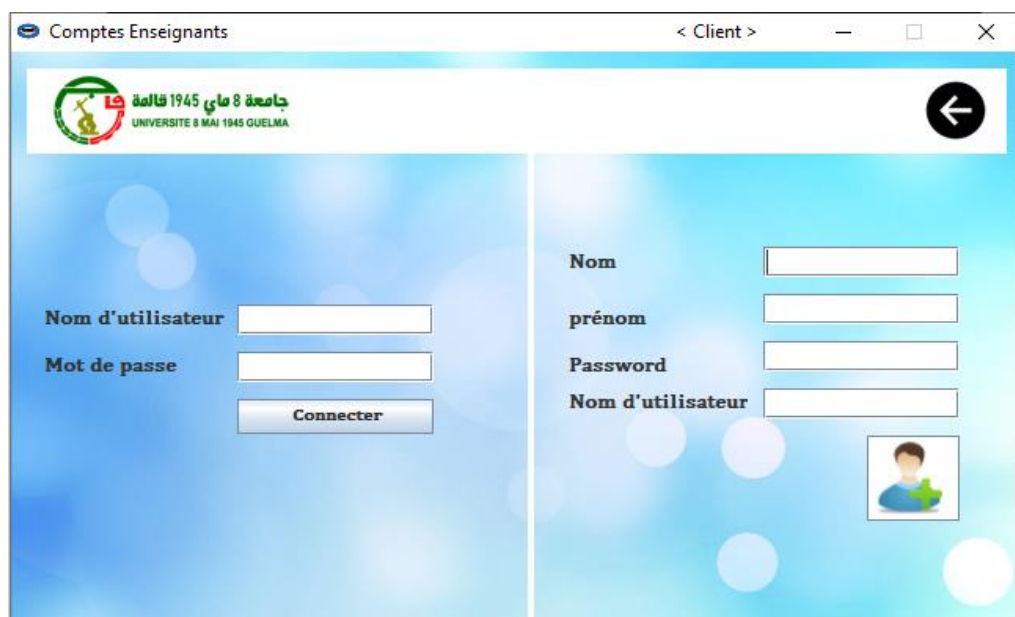 Comptes Enseignants < Client >
جامعة 8 ماي 1945 قالمة
UNIVERSITE 8 MAI 1945 GUELMA
Nom d'utilisateur
Mot de passe
Connecter
Nom
prénom
Password
Nom d'utilisateur